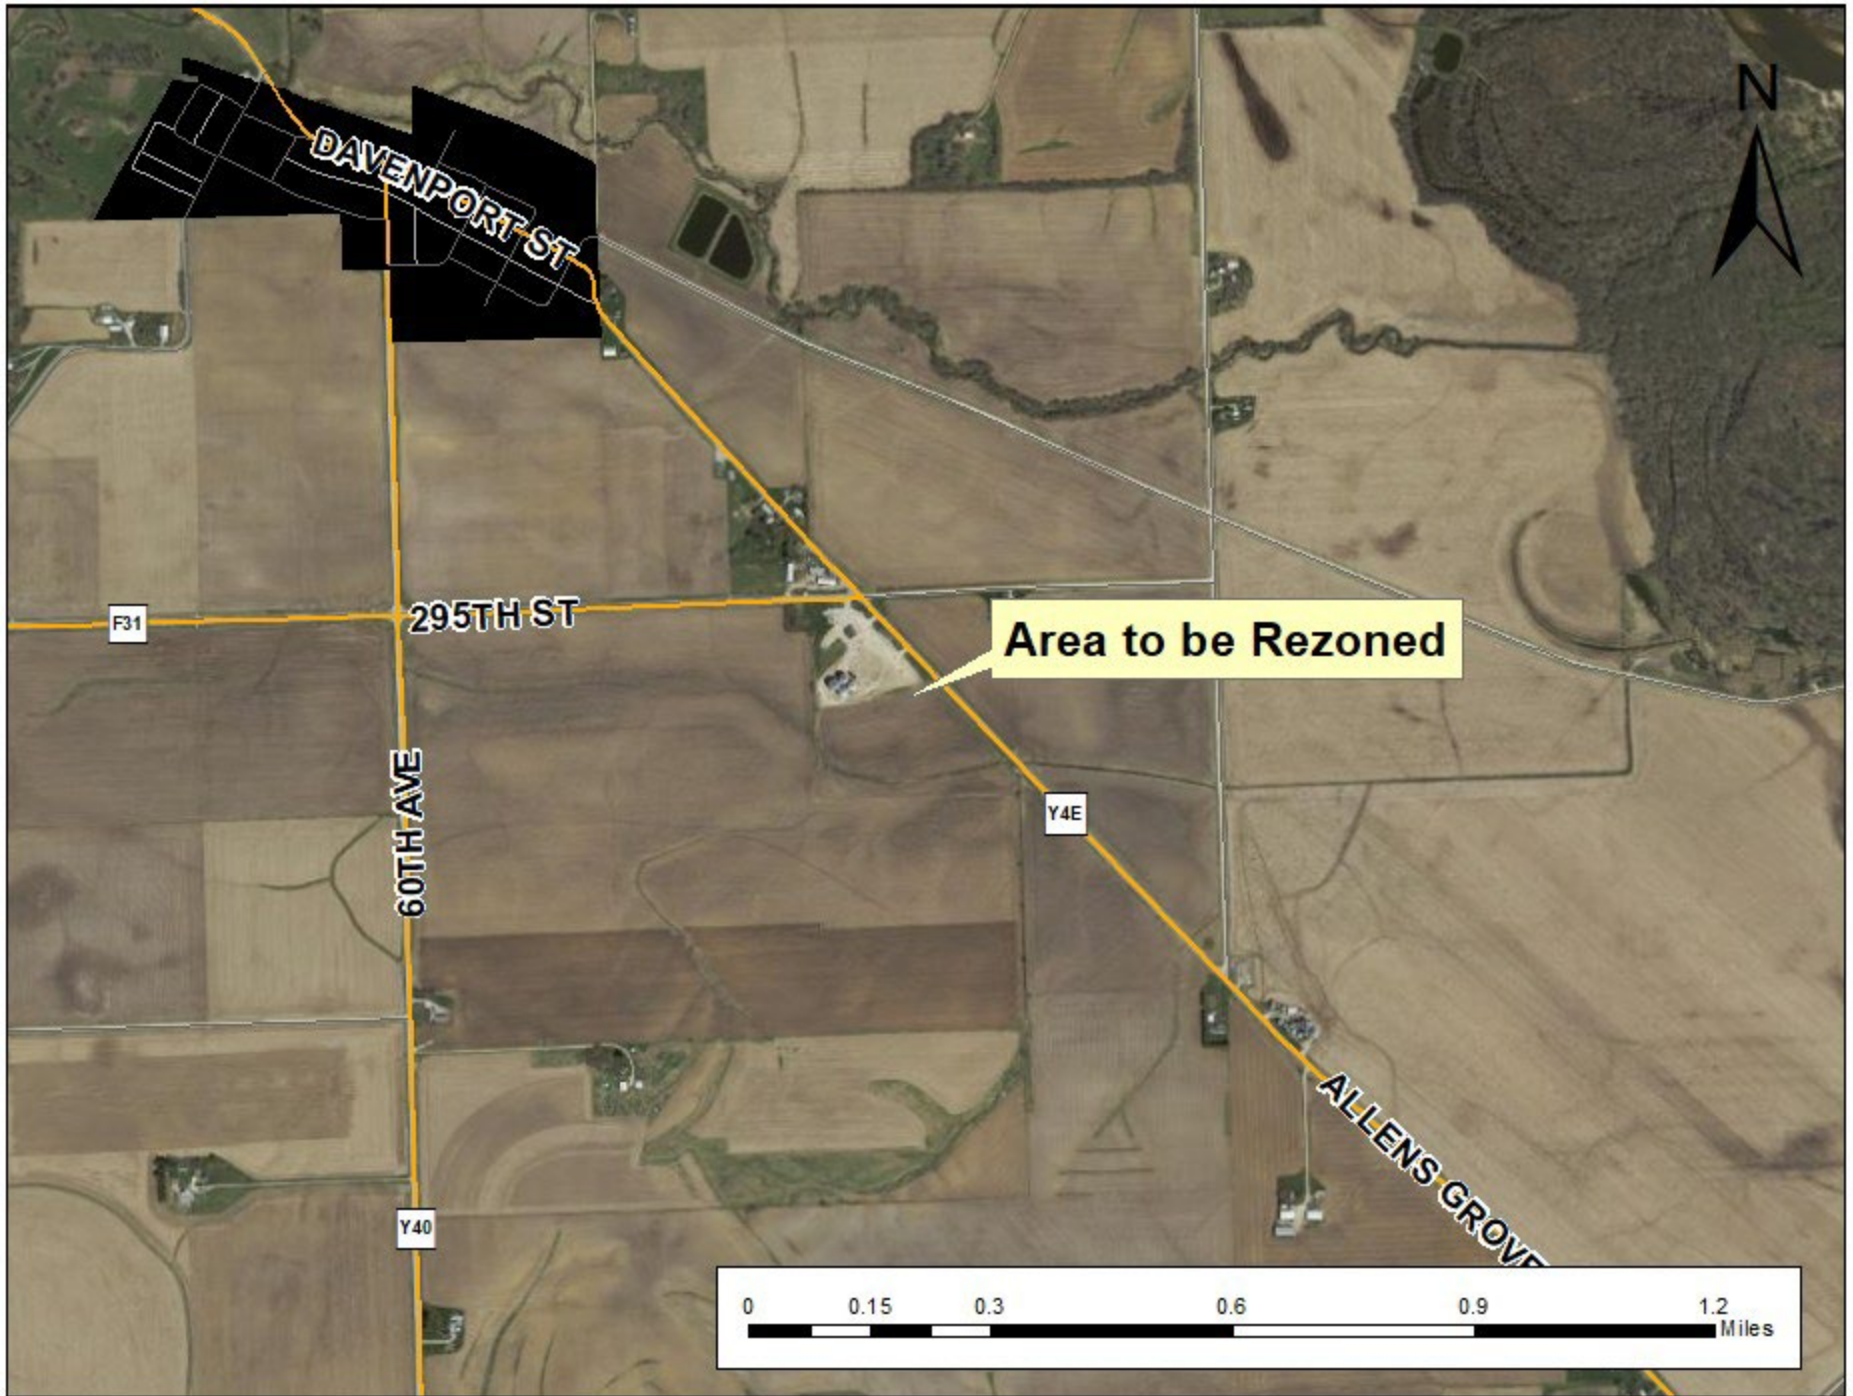 N
DAVENPORT ST
F31
295TH ST
Area to be Rezoned
60TH AVE
Y4E
ALLENS GROVE
Y40
0 0.15 0.3 0.6 0.9 1.2
Miles